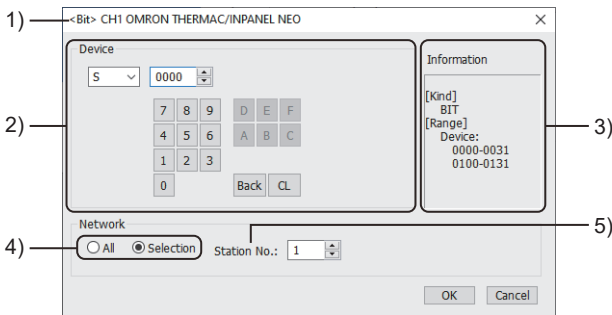 1) <Bit> CH1 OMRON THERMAC/INPANEL NEO
Device
S 0000
7 8 9 D E F
4 5 6 A B C
1 2 3
0 Back CL
2)
Information
[Kind]
BIT
[Range]
Device:
0000-0031
0100-0131
3)
Network
4) All Selection Station No.: 1
5)
OK Cancel